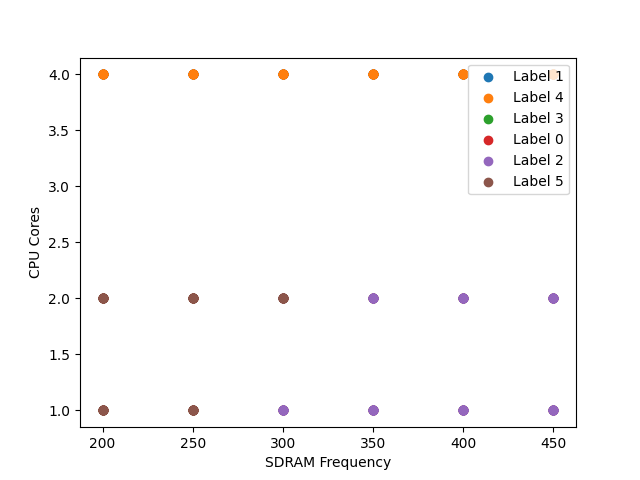 4.0
3.5
3.0
2.5
2.0
1.5
1.0
CPU Cores
200 250 300 350 400 450
SDRAM Frequency
Label 1
Label 4
Label 3
Label 0
Label 2
Label 5